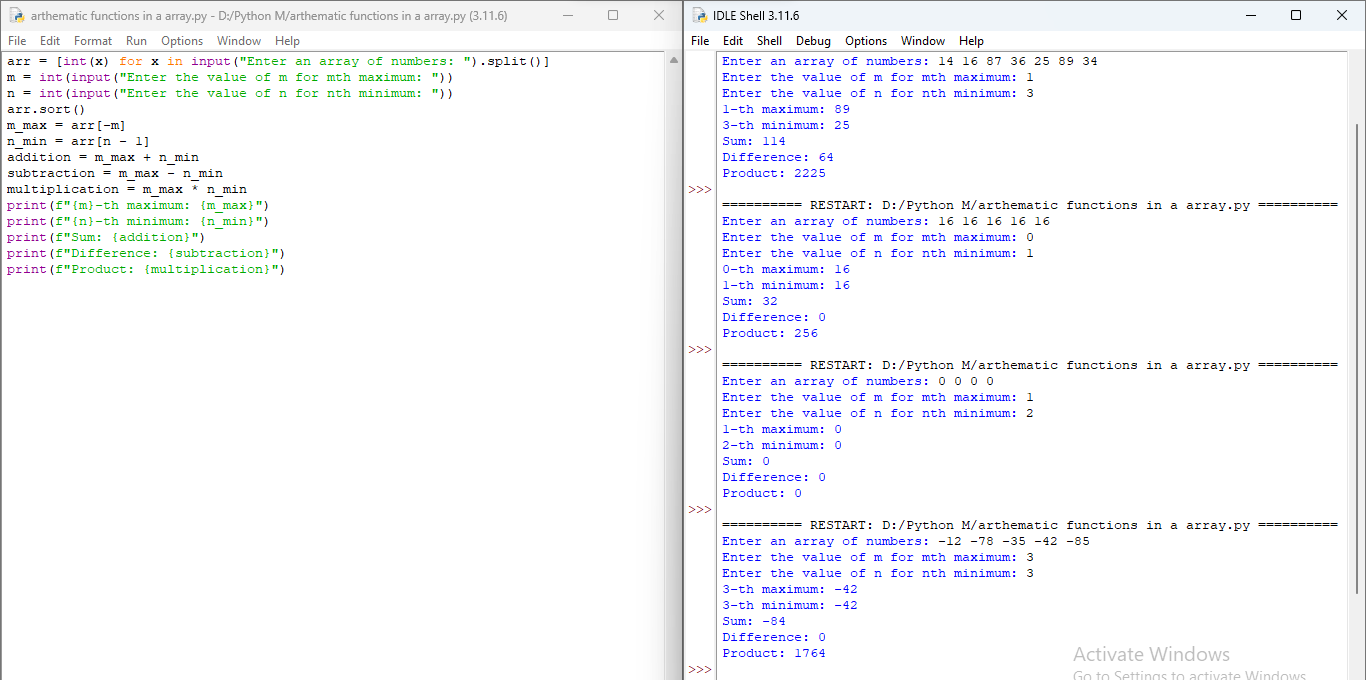 arthematic functions in a array.py - D:/Python M/arthematic functions in a array.py (3.11.6)
File Edit Format Run Options Window Help
arr = [int(x) for x in input("Enter an array of numbers: ").split()]
m = int(input("Enter the value of m for mth maximum: "))
n = int(input("Enter the value of n for nth minimum: "))
arr.sort()
m_max = arr[-m]
n_min = arr[n - 1]
addition = m_max + n_min
subtraction = m_max - n_min
multiplication = m_max * n_min
print(f"{m}-th maximum: {m_max}")
print(f"{n}-th minimum: {n_min}")
print(f"Sum: {addition}")
print(f"Difference: {subtraction}")
print(f"Product: {multiplication}")
IDLE Shell 3.11.6
File Edit Shell Debug Options Window Help
Enter an array of numbers: 14 16 87 36 25 89 34
Enter the value of m for mth maximum: 1
Enter the value of n for nth minimum: 3
1-th maximum: 89
3-th minimum: 25
Sum: 114
Difference: 64
Product: 2225
>>>
========== RESTART: D:/Python M/arthematic functions in a array.py ==========
Enter an array of numbers: 16 16 16 16 16
Enter the value of m for mth maximum: 0
Enter the value of n for nth minimum: 1
0-th maximum: 16
1-th minimum: 16
Sum: 32
Difference: 0
Product: 256
>>>
========== RESTART: D:/Python M/arthematic functions in a array.py ==========
Enter an array of numbers: 0 0 0 0
Enter the value of m for mth maximum: 1
Enter the value of n for nth minimum: 2
1-th maximum: 0
2-th minimum: 0
Sum: 0
Difference: 0
Product: 0
>>>
========== RESTART: D:/Python M/arthematic functions in a array.py ==========
Enter an array of numbers: -12 -78 -35 -42 -85
Enter the value of m for mth maximum: 3
Enter the value of n for nth minimum: 3
3-th maximum: -42
3-th minimum: -42
Sum: -84
Difference: 0
Product: 1764
>>>
Activate Windows
Go to Settings to activate Windows.